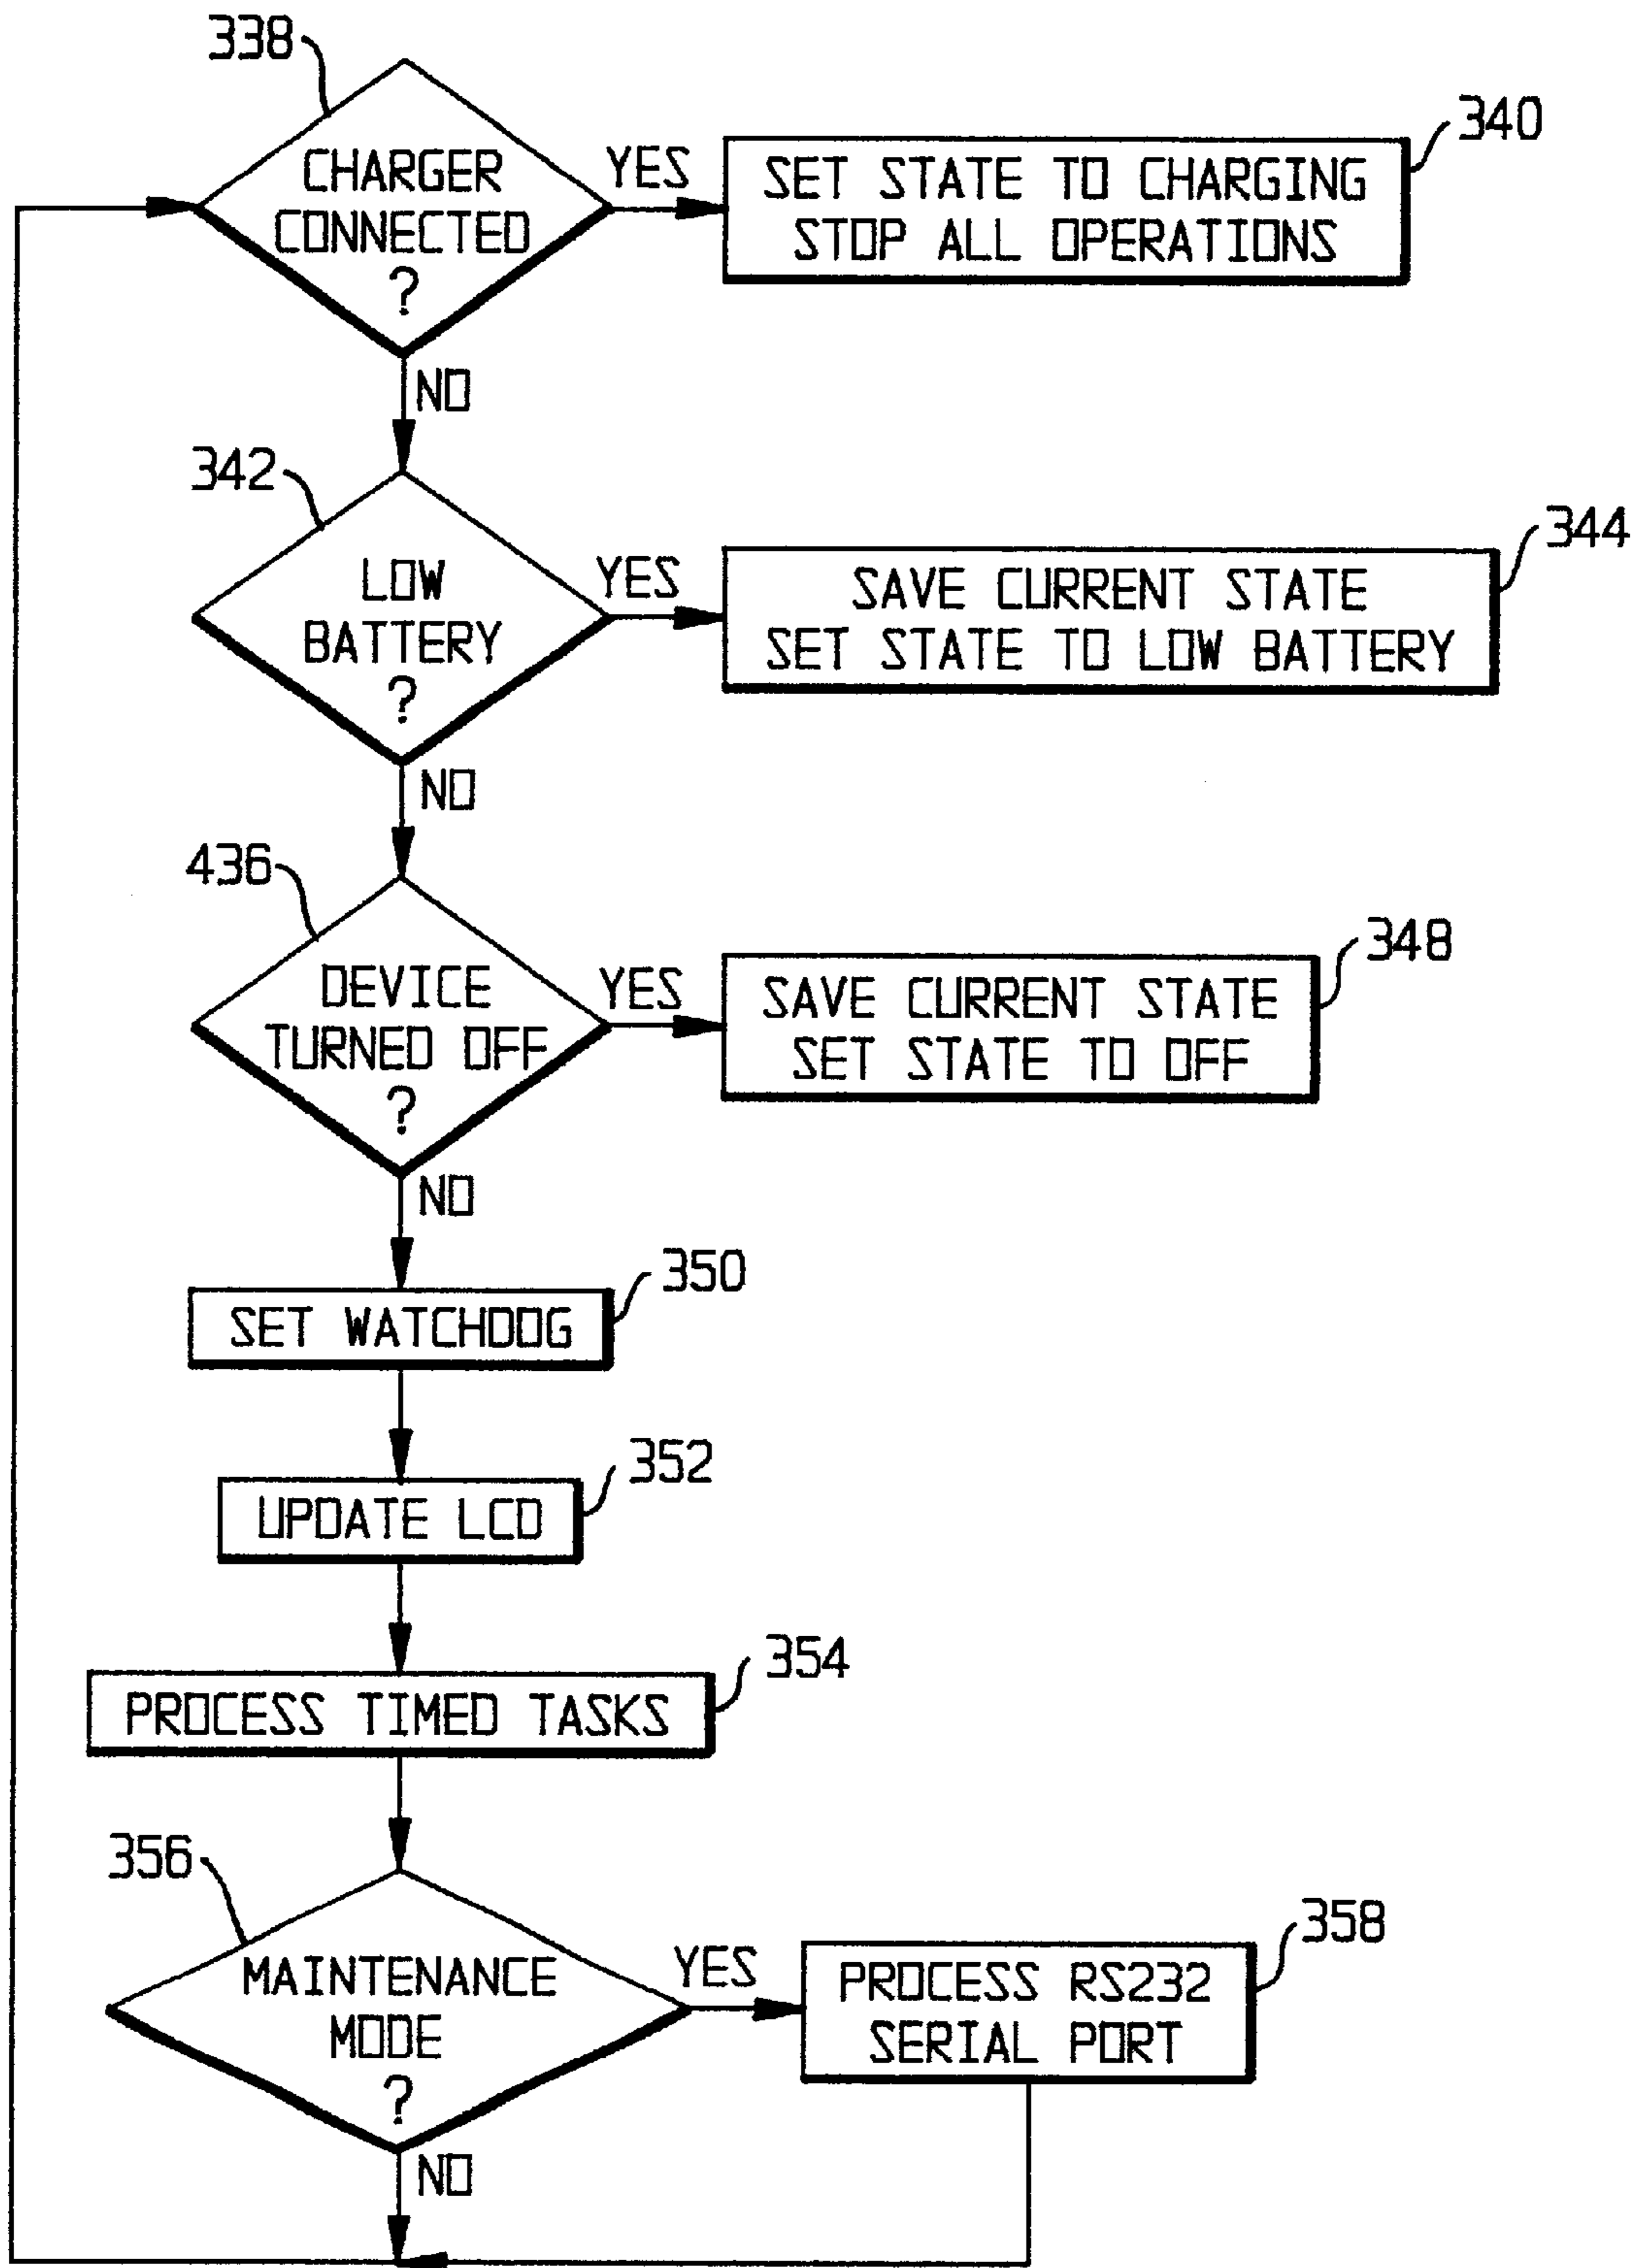 338
CHARGER
CONNECTED
?
YES
SET STATE TO CHARGING
STOP ALL OPERATIONS
340
NO
342
LOW
BATTERY
?
YES
SAVE CURRENT STATE
SET STATE TO LOW BATTERY
344
NO
436
DEVICE
TURNED OFF
?
YES
SAVE CURRENT STATE
SET STATE TO OFF
348
NO
SET WATCHDOG
350
UPDATE LCD
352
PROCESS TIMED TASKS
354
356
MAINTENANCE
MODE
?
YES
PROCESS RS232
SERIAL PORT
358
NO